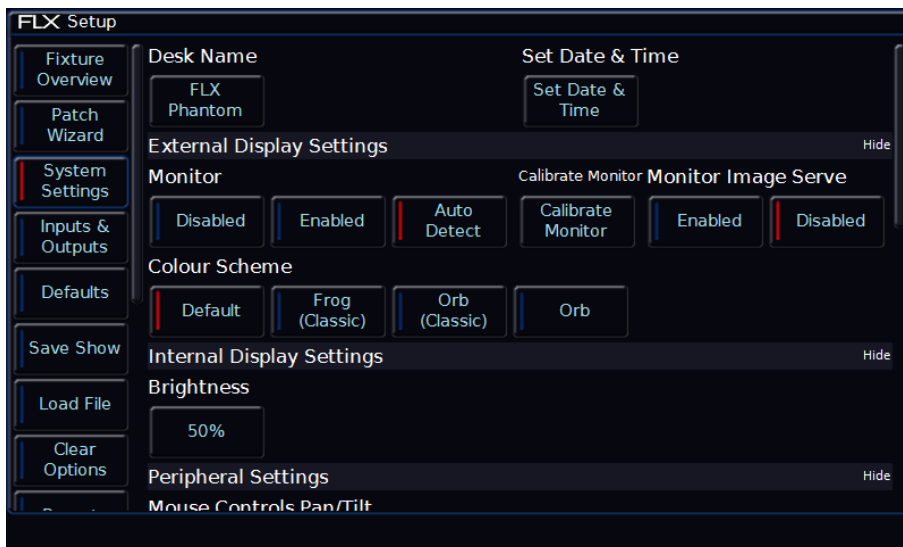 FLX Setup
Fixture
Overview
Patch
Wizard
System
Settings
Inputs &
Outputs
Defaults
Save Show
Load File
Clear
Options
Desk Name
Set Date & Time
FLX
Phantom
Set Date &
Time
External Display Settings
Hide
Monitor
Calibrate Monitor
Monitor Image Serve
Disabled
Enabled
Auto
Detect
Calibrate
Monitor
Enabled
Disabled
Colour Scheme
Default
Frog
(Classic)
Orb
(Classic)
Orb
Internal Display Settings
Hide
Brightness
50%
Peripheral Settings
Hide
Mouse Controls Pan/Tilt